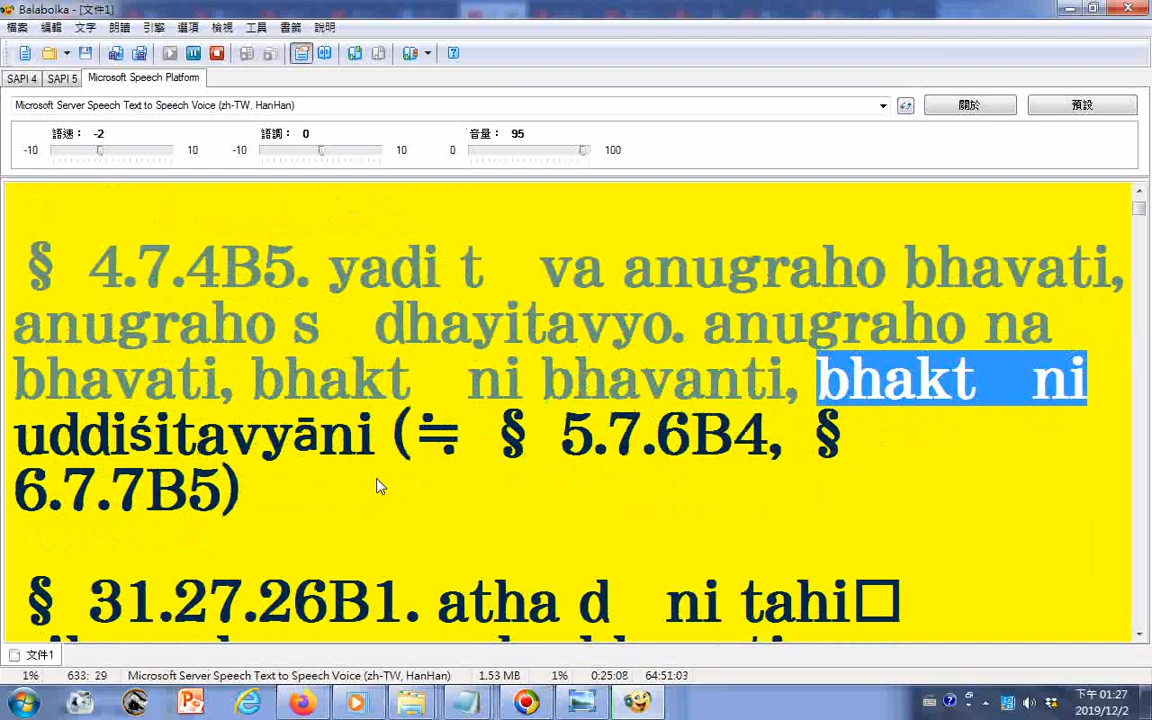 Balabolka - [文件1]
檔案 編輯 文字 朗讀 引擎 選項 檢視 工具 書籤 說明
SAPI 4 SAPI 5 Microsoft Speech Platform
Microsoft Server Speech Text to Speech Voice (zh-TW, HanHan) 關於 預設
語速： -2 語調： 0 音量： 95
-10 10 -10 10 0 100
§ 4.7.4B5. yadi t va anugraho bhavati,
anugraho s dhayitavyo. anugraho na
bhavati, bhakt ni bhavanti, bhakt ni
uddiśitavyāni (≒ § 5.7.6B4, §
6.7.7B5)
§ 31.27.26B1. atha d ni tahi□
文件1
1% 633: 29 Microsoft Server Speech Text to Speech Voice (zh-TW, HanHan) 1.53 MB 1% 0:25:08 64:51:03
下午 01:27
2019/12/2